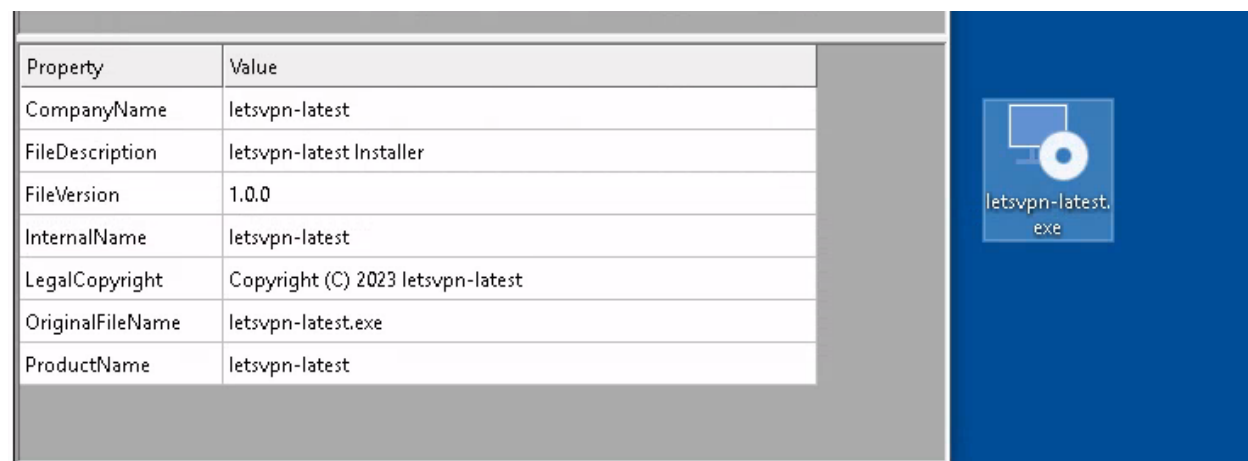 Property Value
CompanyName letsvpn-latest
FileDescription letsvpn-latest Installer
FileVersion 1.0.0
InternalName letsvpn-latest
LegalCopyright Copyright (C) 2023 letsvpn-latest
OriginalFileName letsvpn-latest.exe
ProductName letsvpn-latest
letsvpn-latest.
exe